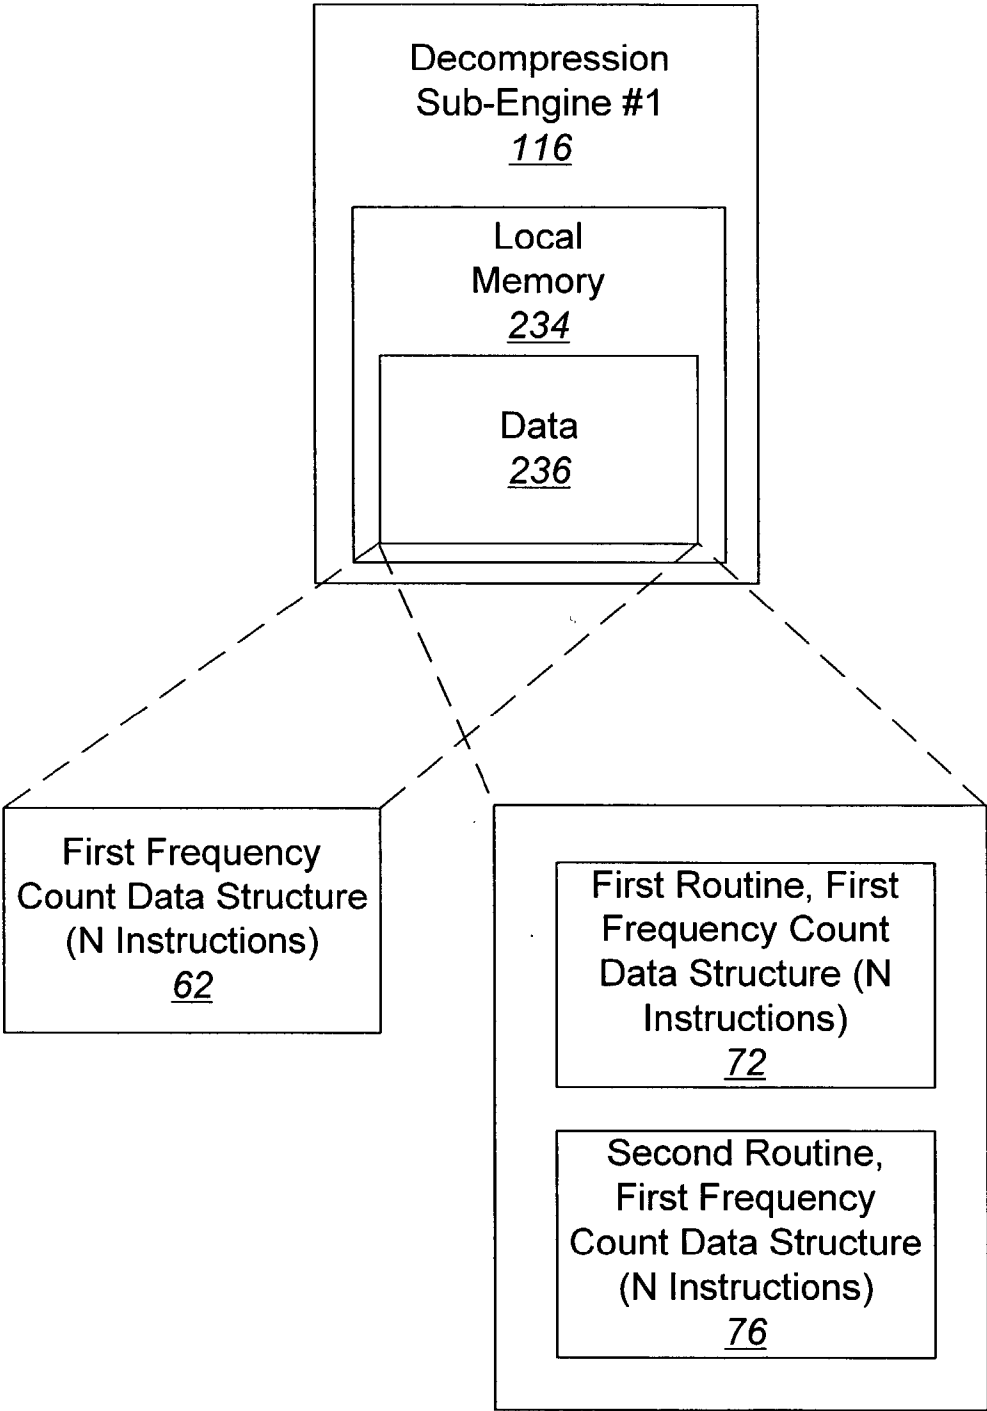 Decompression
Sub-Engine #1
116
Local
Memory
234
Data
236
First Frequency
Count Data Structure
(N Instructions)
62
First Routine, First
Frequency Count
Data Structure (N
Instructions)
72
Second Routine,
First Frequency
Count Data Structure
(N Instructions)
76